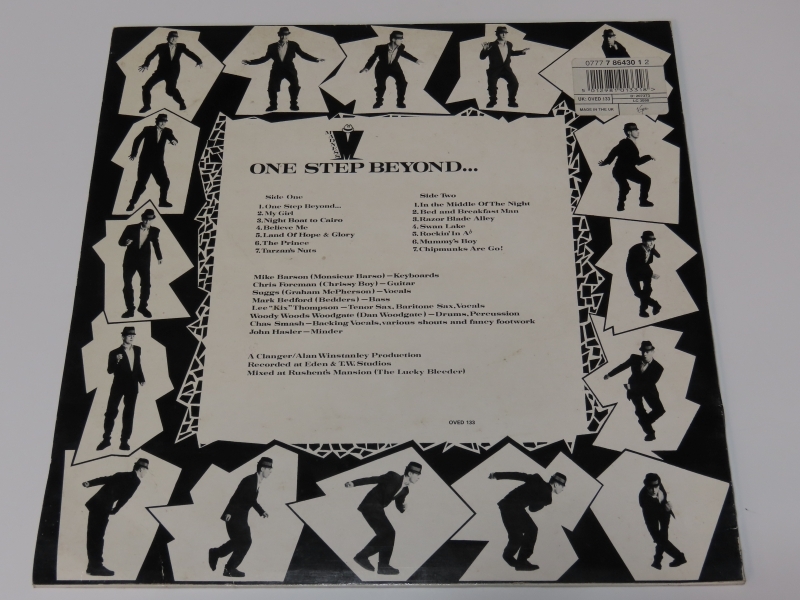 0777 7 86430 1 2
UK: OVED 133
MADE IN THE UK
Virgin
ONE STEP BEYOND...
Side One
1. One Step Beyond...
2. My Girl
3. Night Boat to Cairo
4. Believe Me
5. Land Of Hope & Glory
6. The Prince
7. Tarzan's Nuts
Side Two
1. In the Middle Of The Night
2. Bed and Breakfast Man
3. Razor Blade Alley
4. Swan Lake
5. Rockin' In A♭
6. Mummy's Boy
7. Chipmunks Are Go!
Mike Barson (Monsieur Barso) — Keyboards
Chris Foreman (Chrissy Boy) — Guitar
Suggs (Graham McPherson) — Vocals
Mark Bedford (Bedders) — Bass
Lee "Kix" Thompson — Tenor Sax, Baritone Sax, Vocals
Woody Woods Woodgate (Dan Woodgate) — Drums, Percussion
Chas Smash — Backing Vocals, various shouts and fancy footwork
John Hasler — Minder
A Clanger/Alan Winstanley Production
Recorded at Eden & T.W. Studios
Mixed at Rushent's Mansion (The Lucky Bleeder)
OVED 133